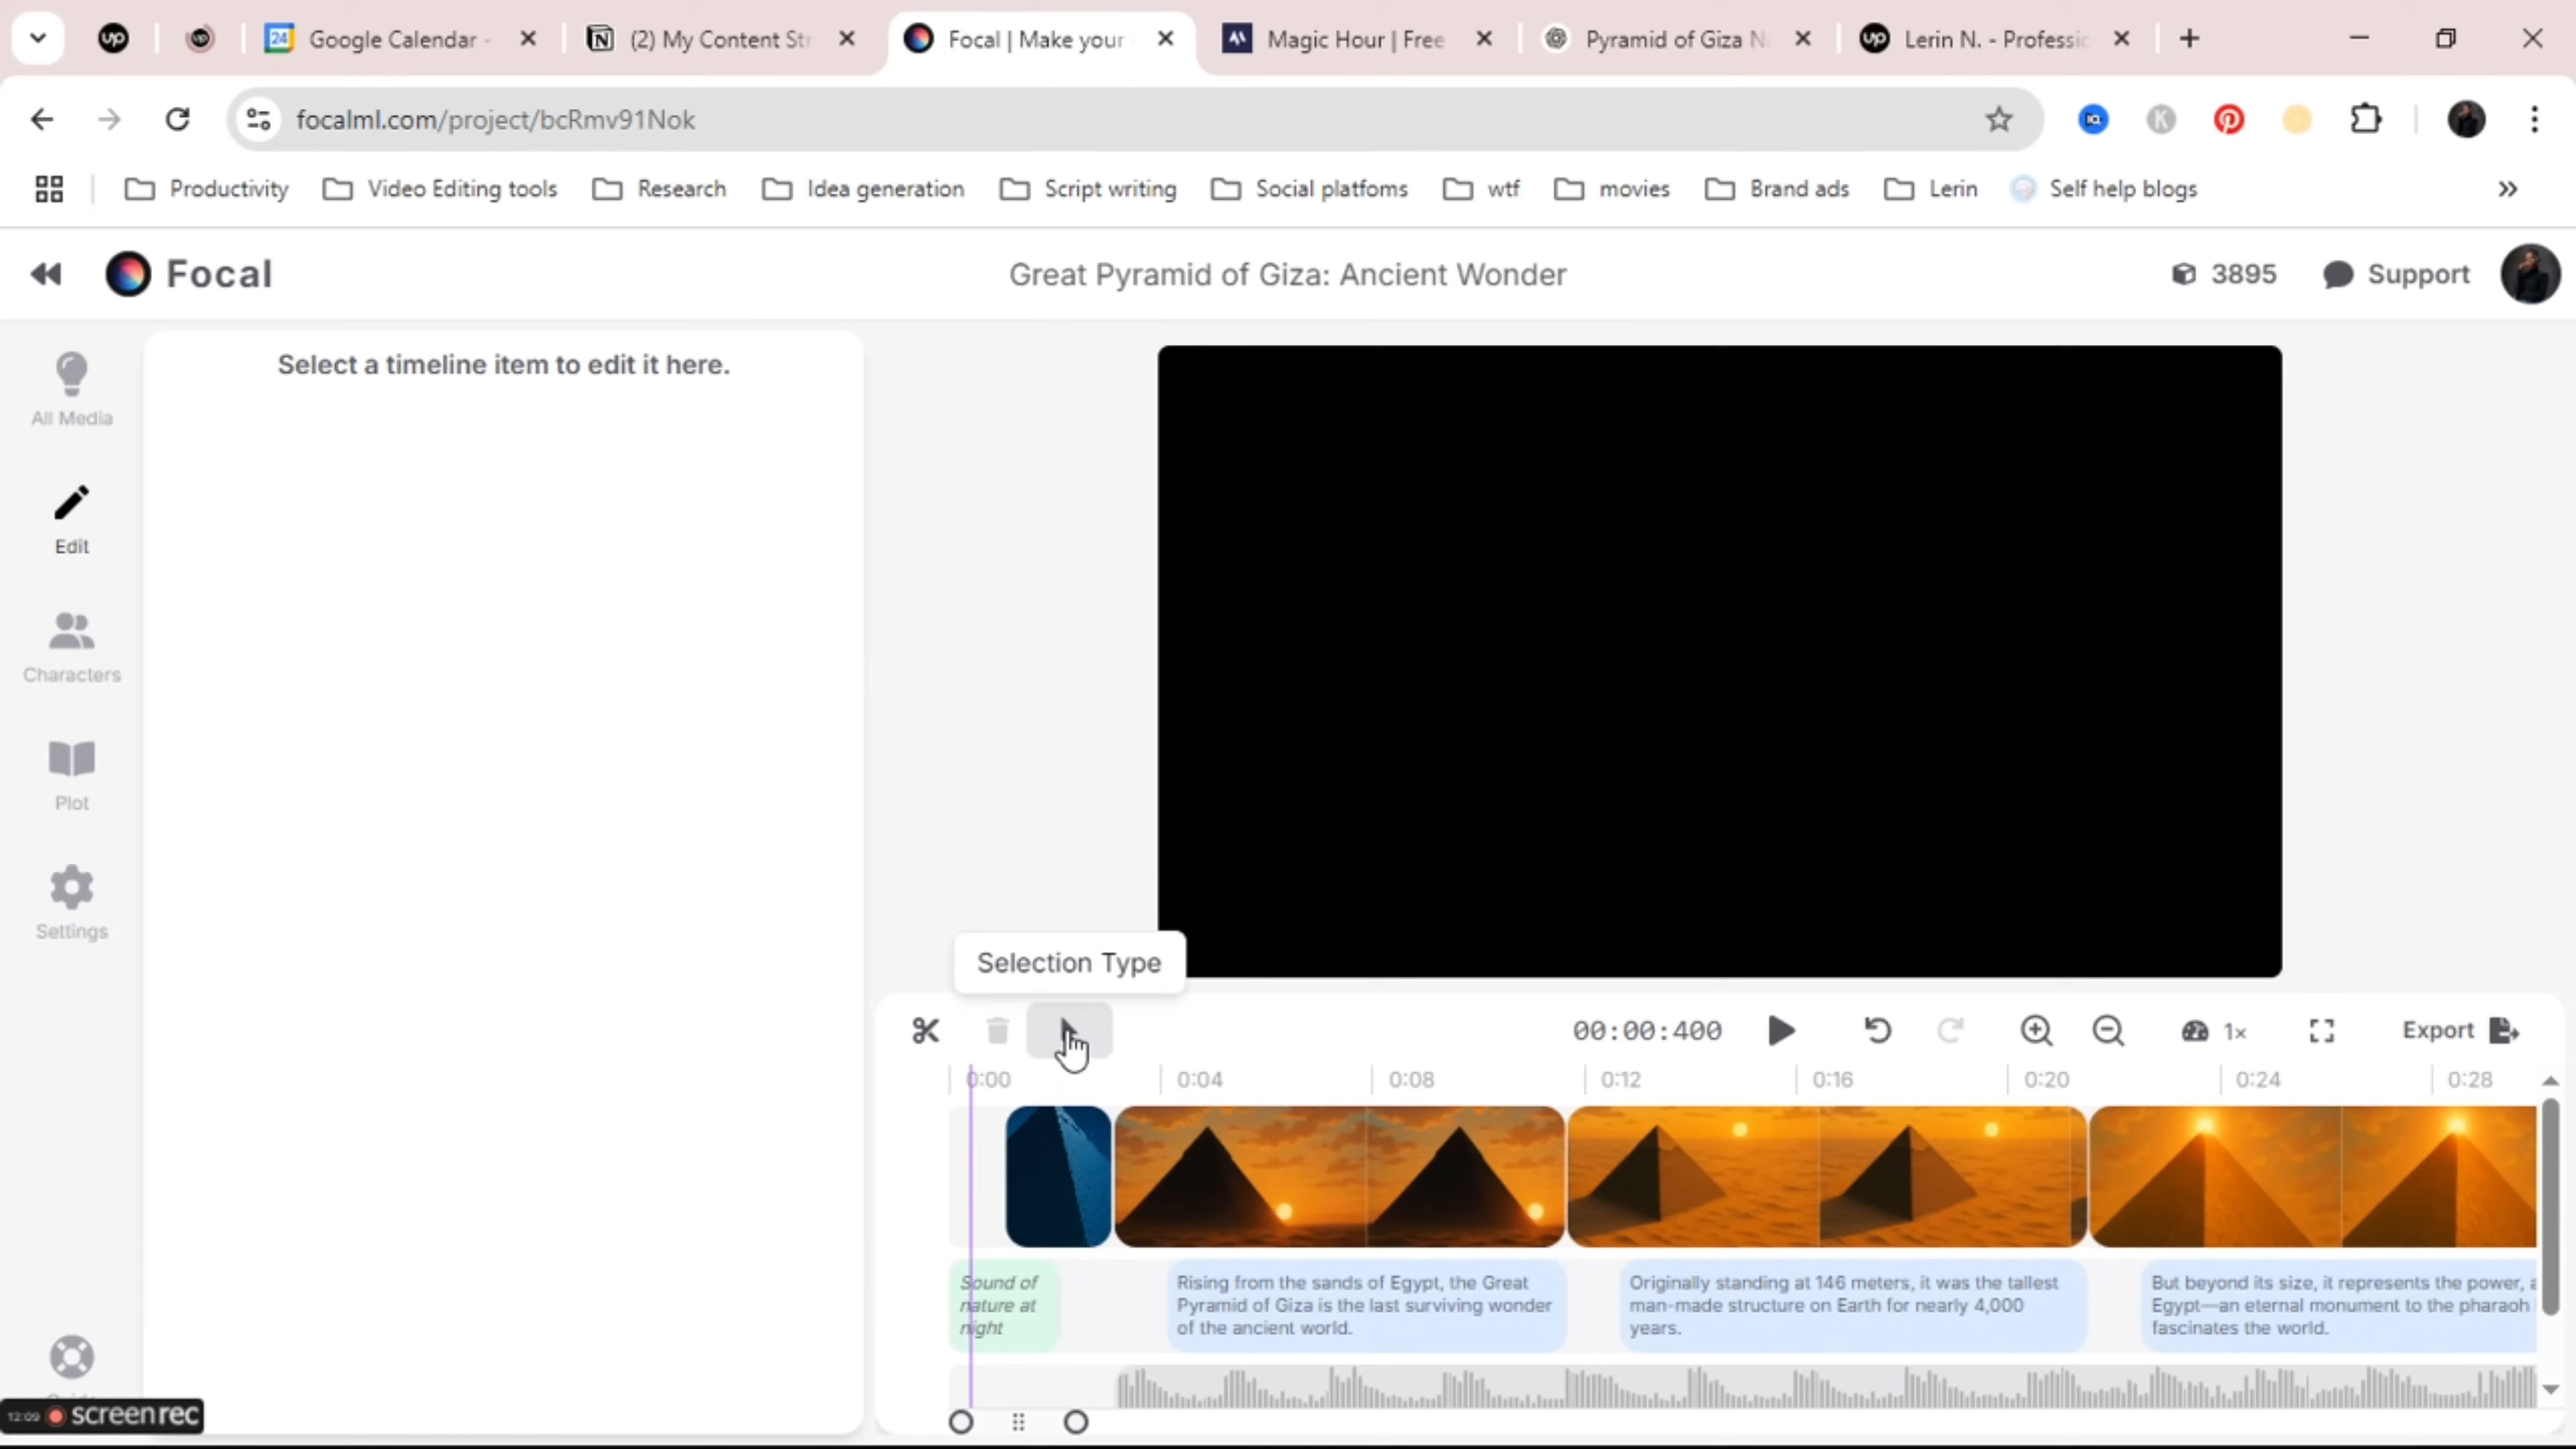 24
Google Calendar -
(2) My Content Str
Focal | Make your
Magic Hour | Free
Pyramid of Giza N
Lerin N. - Professio
focalml.com/project/bcRmv91Nok
Productivity
Video Editing tools
Research
Idea generation
Script writing
Social platfoms
wtf
movies
Brand ads
Lerin
Self help blogs
Focal
Great Pyramid of Giza: Ancient Wonder
3895
Support
All Media
Edit
Characters
Plot
Settings
Select a timeline item to edit it here.
Selection Type
00:00:400
1x
Export
0:00
0:04
0:08
0:12
0:16
0:20
0:24
0:28
Sound of
nature at
night
Rising from the sands of Egypt, the Great
Pyramid of Giza is the last surviving wonder
of the ancient world.
Originally standing at 146 meters, it was the tallest
man-made structure on Earth for nearly 4,000
years.
But beyond its size, it represents the power, a
Egypt—an eternal monument to the pharaoh
fascinates the world.
12:09
screenrec